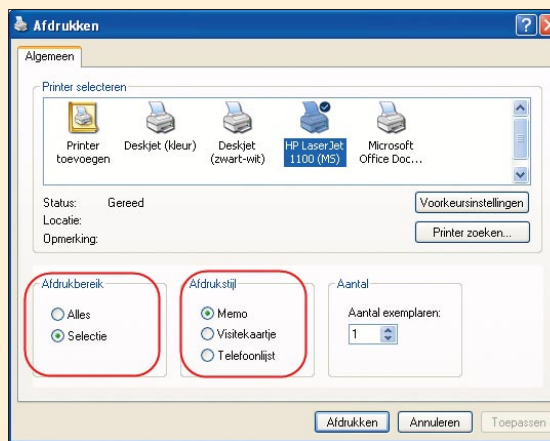 Afdrukken
Algemeen
Printer selecteren
Printer toevoegen
Deskjet (kleur)
Deskjet (zwart-wit)
HP LaserJet 1100 (MS)
Microsoft Office Doc...
Status: Gereed
Voorkeursinstellingen
Locatie:
Opmerking:
Printer zoeken...
Afdrukbereik
Alles
Selectie
Afdrukstijl
Memo
Visitekaartje
Telefoonlijst
Aantal
Aantal exemplaren:
1
Afdrukken
Annuleren
Toepassen